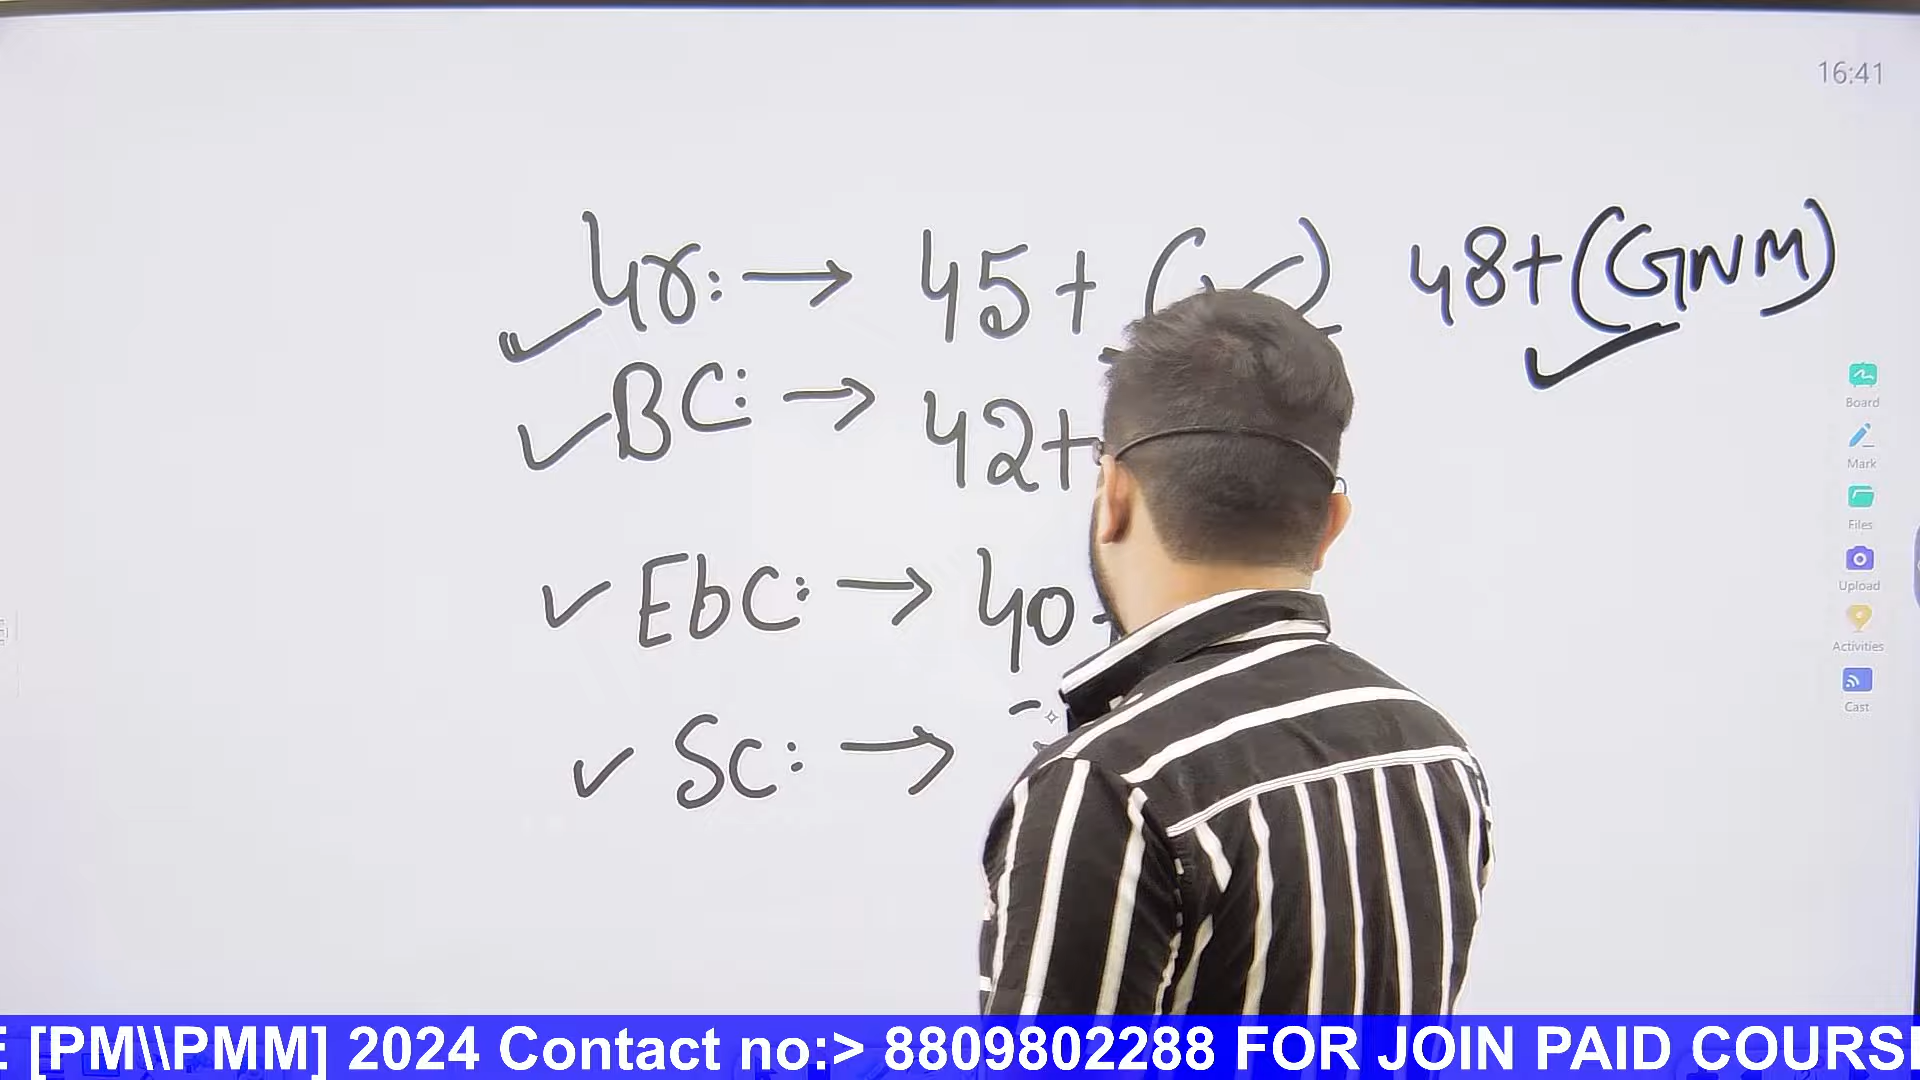 16:41
Ur: → 45+ ( 48+ (GNM)
BC: → 42+
EbC: → 40
SC: →
Board
Mark
Files
Upload
Activities
Cast
E [PM\\PMM] 2024 Contact no:> 8809802288 FOR JOIN PAID COURS